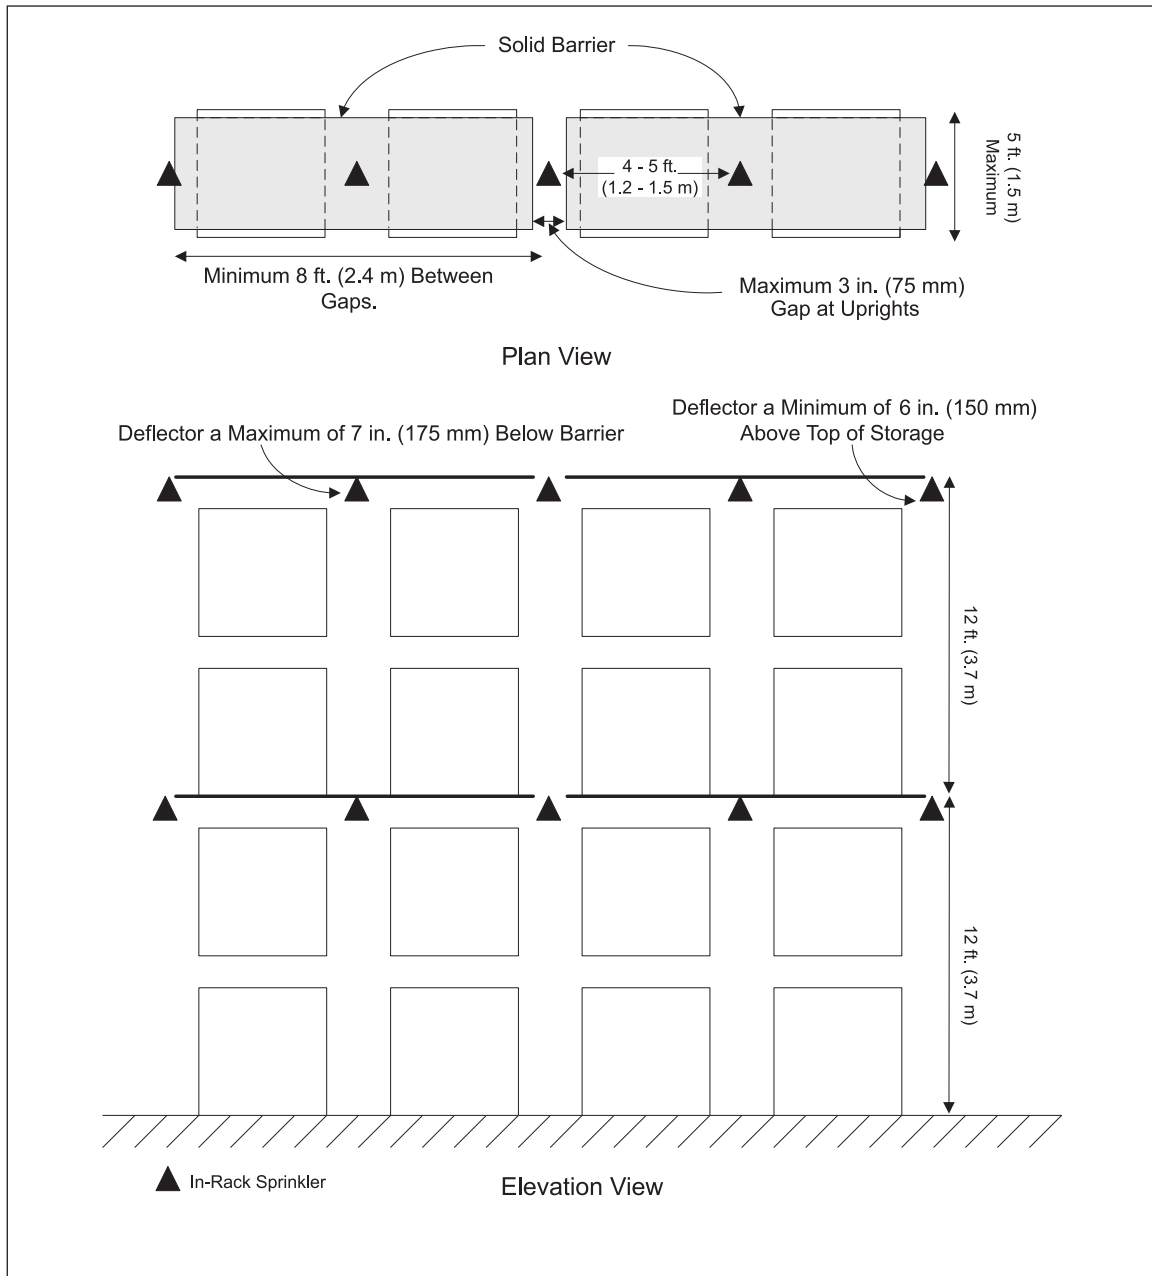 Solid Barrier
4 - 5 ft.
(1.2 - 1.5 m)
5 ft. (1.5 m)
Maximum
Minimum 8 ft. (2.4 m) Between
Gaps.
Maximum 3 in. (75 mm)
Gap at Uprights
Plan View
Deflector a Maximum of 7 in. (175 mm) Below Barrier
Deflector a Minimum of 6 in. (150 mm)
Above Top of Storage
12 ft. (3.7 m)
12 ft. (3.7 m)
In-Rack Sprinkler
Elevation View